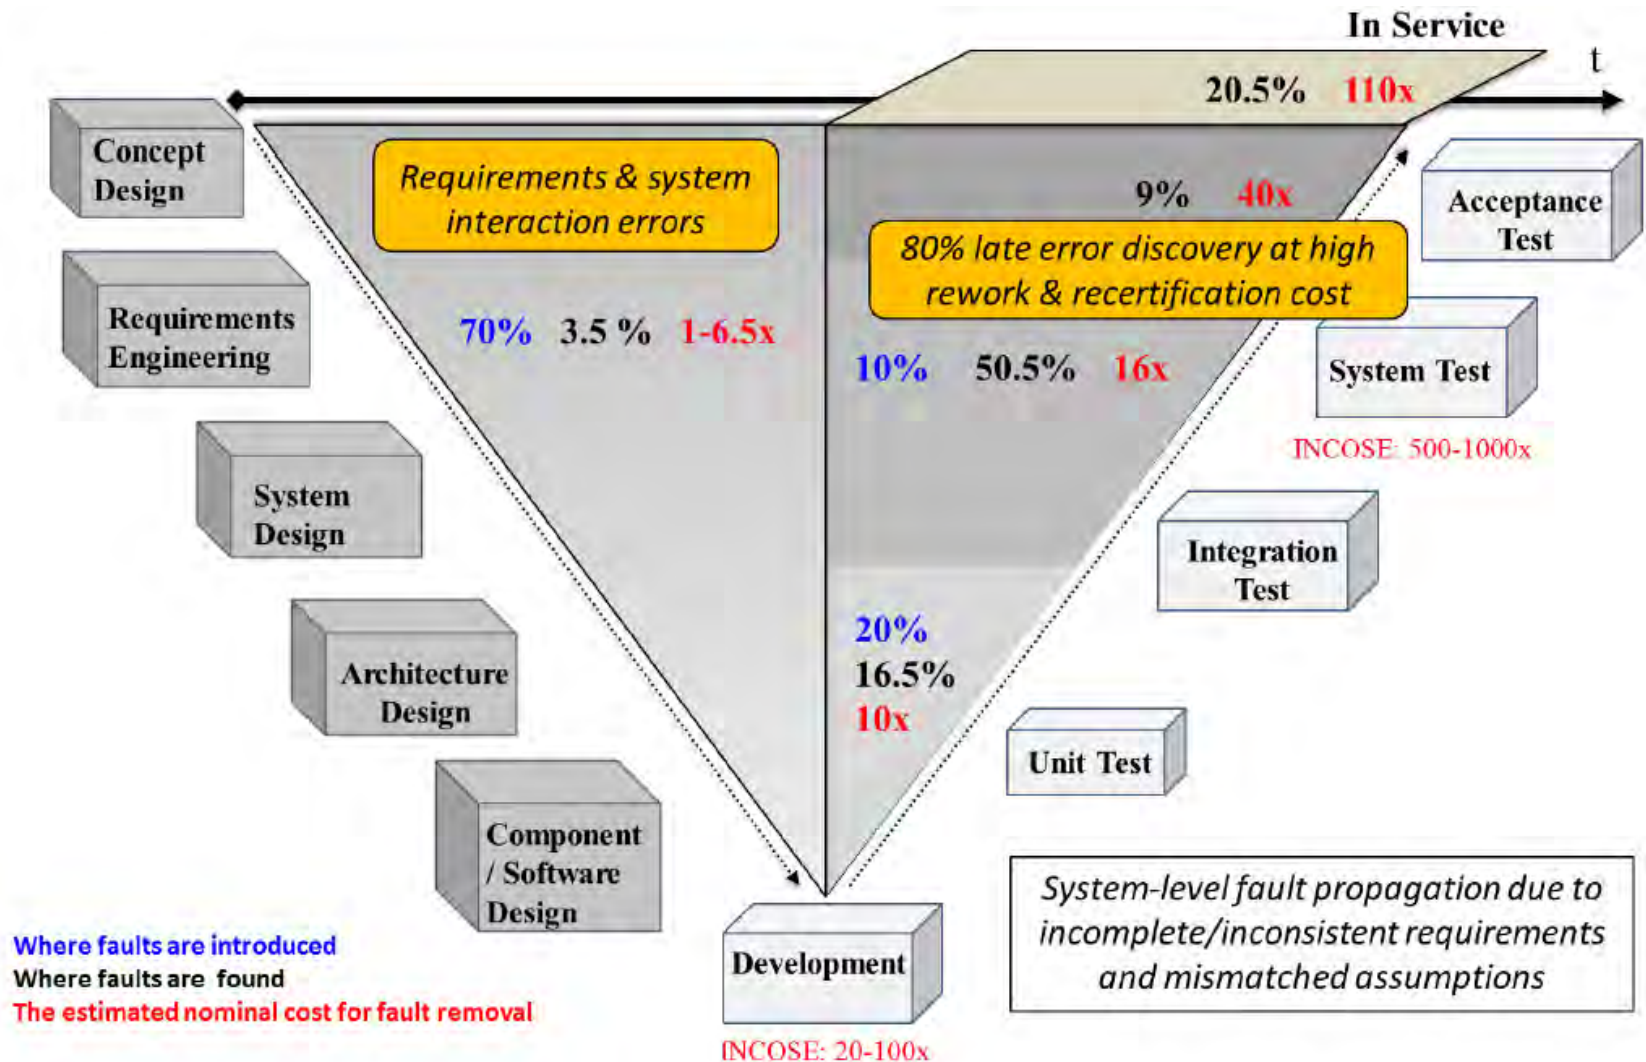 In Service
t
20.5% 110x
Concept
Design
Requirements & system
interaction errors
9% 40x
Acceptance
Test
80% late error discovery at high
rework & recertification cost
Requirements
Engineering
70% 3.5 % 1-6.5x
10% 50.5% 16x
System Test
INCOSE: 500-1000x
System
Design
Integration
Test
20%
16.5%
10x
Architecture
Design
Unit Test
Component
/ Software
Design
System-level fault propagation due to
incomplete/inconsistent requirements
and mismatched assumptions
Where faults are introduced
Where faults are found
The estimated nominal cost for fault removal
Development
INCOSE: 20-100x